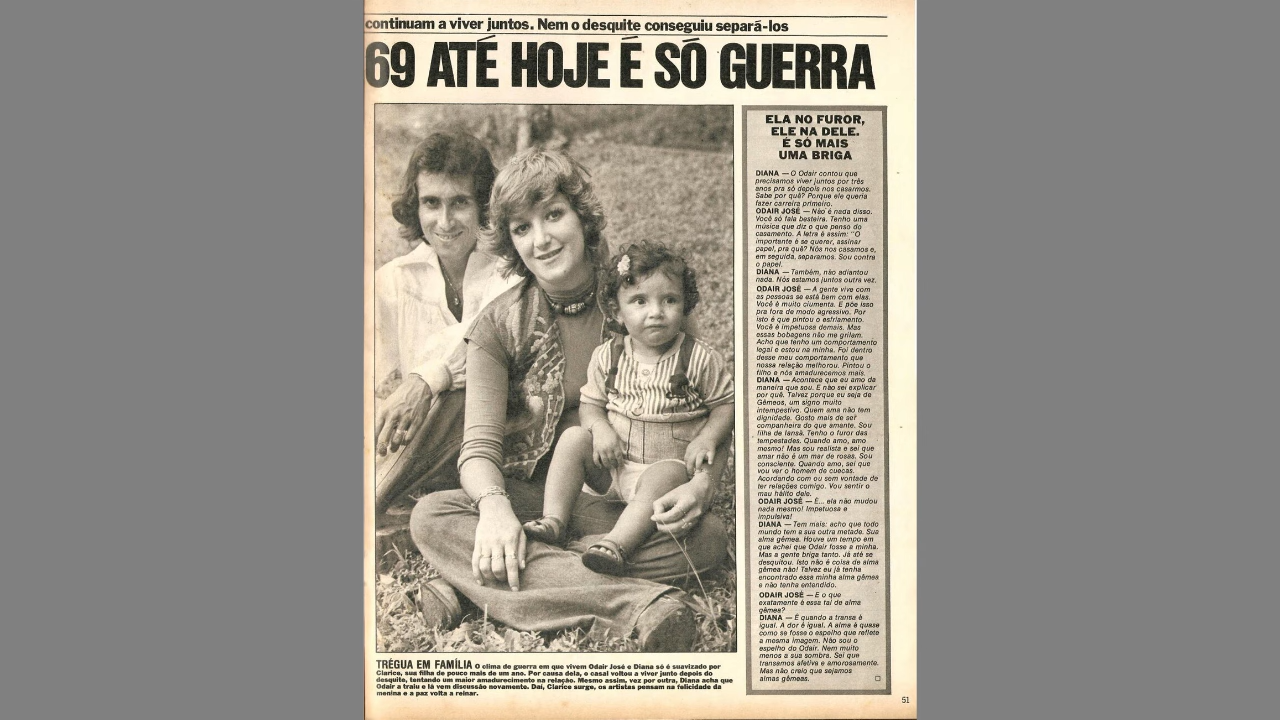 continuam a viver juntos. Nem o desquite conseguiu separá-los
69 ATÉ HOJE É SÓ GUERRA
ELA NO FUROR,
ELE NA DELE.
É SÓ MAIS
UMA BRIGA
DIANA — O Odair contou que
precisamos viver juntos por três
anos pra só depois nos casarmos.
Sabe por quê? Porque ele queria
fazer carreira primeiro.
ODAIR JOSÉ — Não é nada disso.
Você só fala besteira. Tenho uma
música que diz o que penso do
casamento. A letra é assim: "O
importante é se querer, assinar
papel, pra quê? Nós nos casamos e,
em seguida, separamos. Sou contra
o papel.
DIANA — Também, não adiantou
nada. Nós estamos juntos outra vez.
ODAIR JOSÉ — A gente vive com
as pessoas se está bem com elas.
Você é muito ciumenta. E põe isso
pra fora de modo agressivo. Por
isto é que pintou o esfriamento.
Você é impetuosa demais. Mas
essas bobagens não me grilam.
Acho que tenho um comportamento
legal e estou na minha. Foi dentro
desse meu comportamento que
nossa relação melhorou. Pintou o
filho e nós amadurecemos mais.
DIANA — Acontece que eu amo da
maneira que sou. E não sei explicar
por quê. Talvez porque eu seja de
Gêmeos, um signo muito
intempestivo. Quem ama não tem
dignidade. Gosto mais de ser
companheira do que amante. Sou
filha de Iansã. Tenho o furor das
tempestades. Quando amo, amo
mesmo! Mas sou realista e sei que
amar não é um mar de rosas. Sou
consciente. Quando amo, sei que
vou ver o homem de cuecas.
Acordando com ou sem vontade de
ter relações comigo. Vou sentir o
mau hálito dele.
ODAIR JOSÉ — É... ela não mudou
nada mesmo! Impetuosa e
impulsiva!
DIANA — Tem mais: acho que todo
mundo tem a sua outra metade. Sua
alma gêmea. Houve um tempo em
que achei que Odair fosse a minha.
Mas a gente briga tanto. Já até se
desquitou. Isto não é coisa de alma
gêmea não! Talvez eu já tenha
encontrado essa minha alma gêmea
e não tenha entendido.
ODAIR JOSÉ — E o que
exatamente é essa tal de alma
gêmea?
DIANA — É quando a transa é
igual. A dor é igual. A alma é quase
como se fosse o espelho que reflete
a mesma imagem. Não sou o
espelho do Odair. Nem muito
menos a sua sombra. Sei que
transamos afetiva e amorosamente.
Mas não creio que sejamos
almas gêmeas.
TRÉGUA EM FAMÍLIA O clima de guerra em que vivem Odair José e Diana só é suavizado por
Clarice, sua filha de pouco mais de um ano. Por causa dela, o casal voltou a viver junto depois do
desquite, tentando um maior amadurecimento na relação. Mesmo assim, vez por outra, Diana acha que
Odair a traiu e lá vem discussão novamente. Daí, Clarice surge, os artistas pensam na felicidade da
menina e a paz volta a reinar.
51